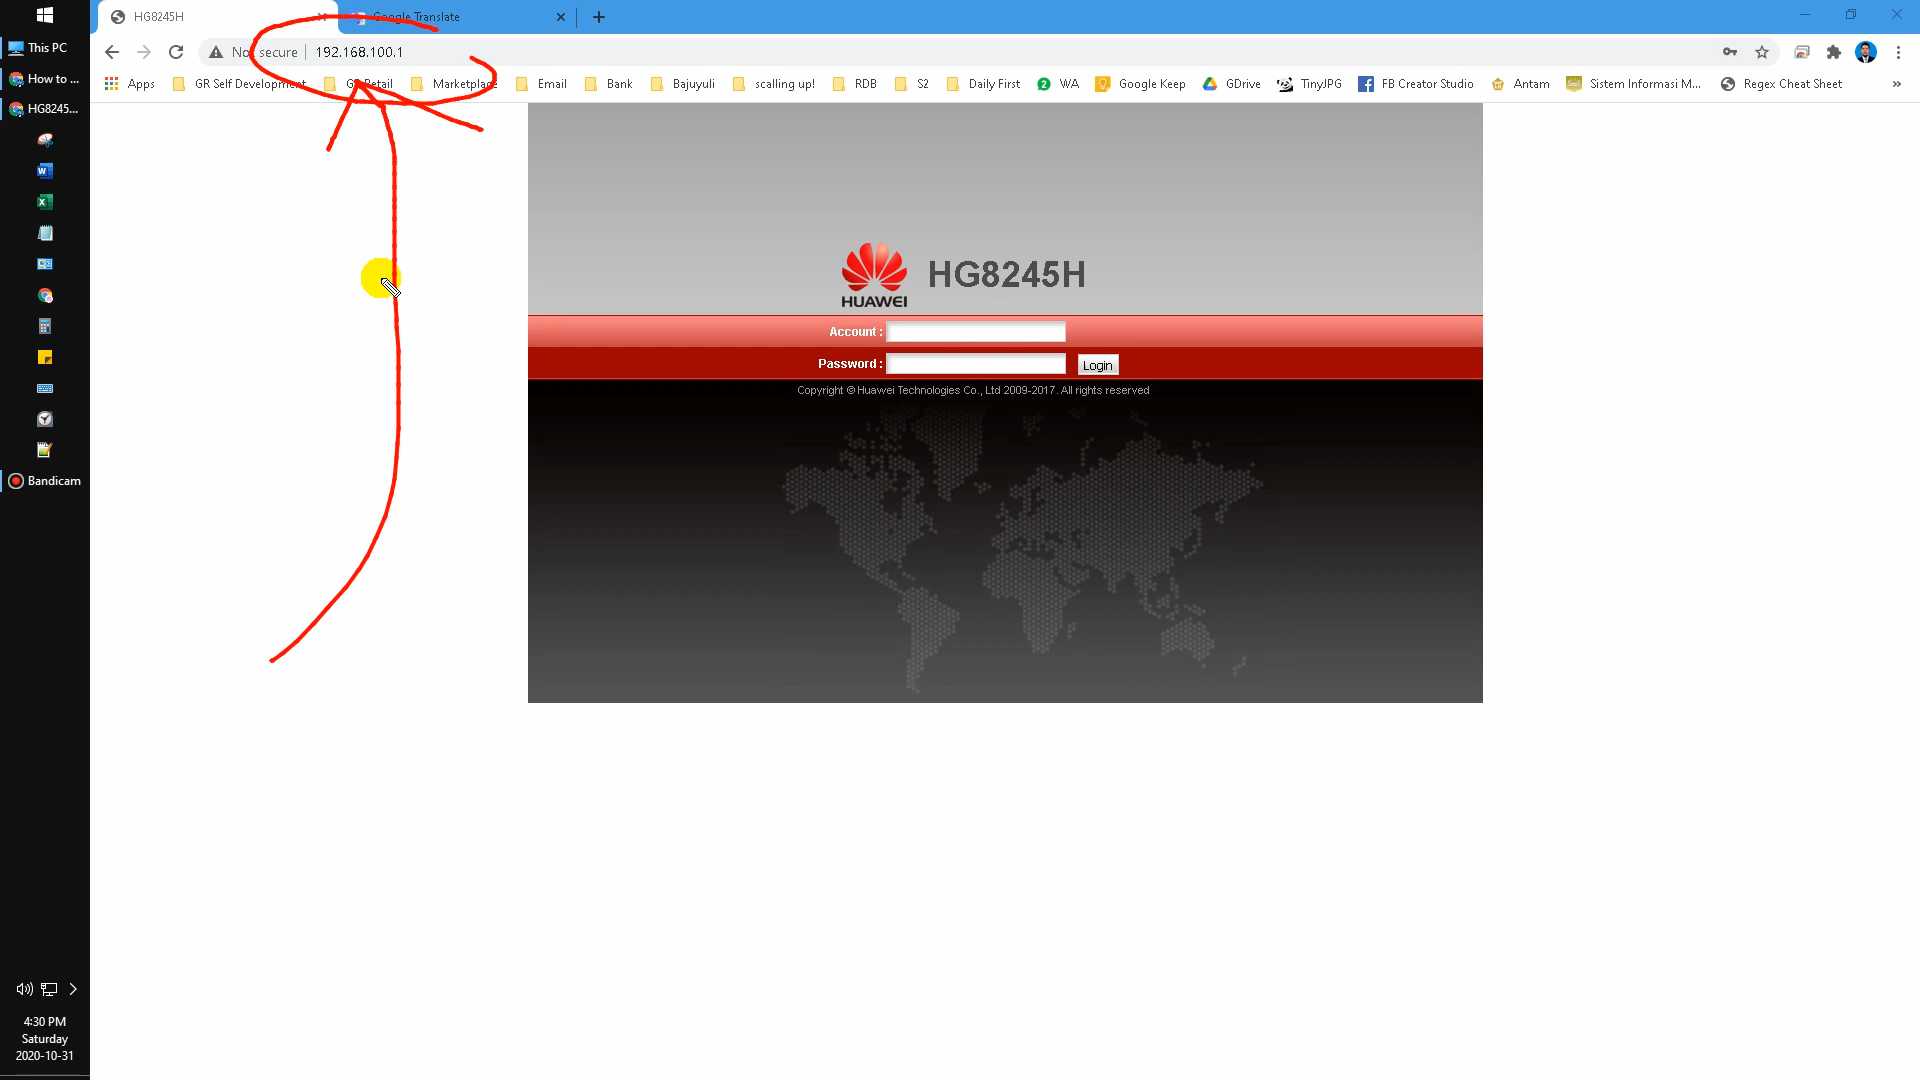 HG8245H
Google Translate
This PC
Not secure
192.168.100.1
How to ...
HG8245...
Apps
GR Self Development
GR Retail
Marketplace
Email
Bank
Bajuyuli
scalling up!
RDB
S2
Daily First
2
WA
Google Keep
GDrive
TinyJPG
FB Creator Studio
Antam
Sistem Informasi M...
Regex Cheat Sheet
»
HUAWEI
HG8245H
Account :
Password :
Login
Copyright © Huawei Technologies Co., Ltd 2009-2017. All rights reserved
Bandicam
4:30 PM
Saturday
2020-10-31